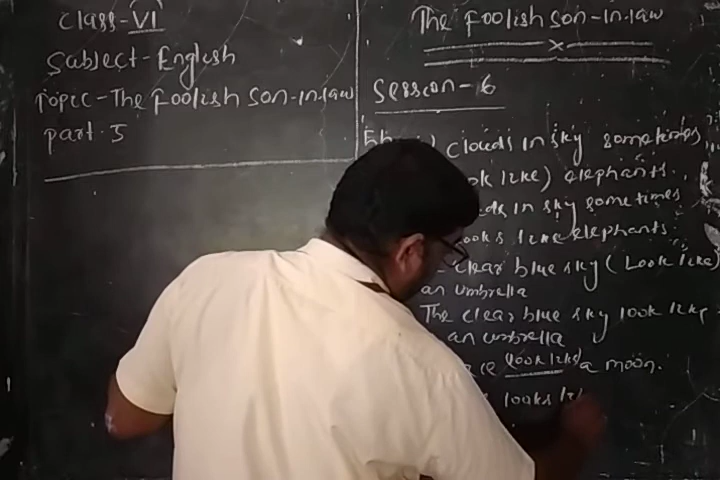 Class-VI
Subject-English
Topic-The Foolish Son-in-law
part-5
The Foolish Son-in-law
x
Session-6
clouds in sky sometimes
look like) elephants.
in sky sometimes
looks like elephants.
clear blue sky (Look like)
an umbrella
The clear blue sky look like
an umbrella
(look like) a moon.
looks li